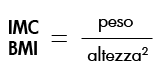 IMC
BMI
=
peso
altezza²